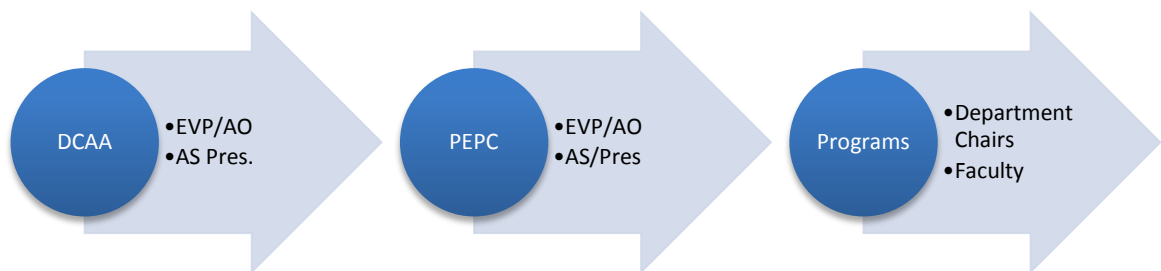 DCAA
•EVP/AO
•AS Pres.
PEPC
•EVP/AO
•AS/Pres
Programs
•Department
Chairs
•Faculty